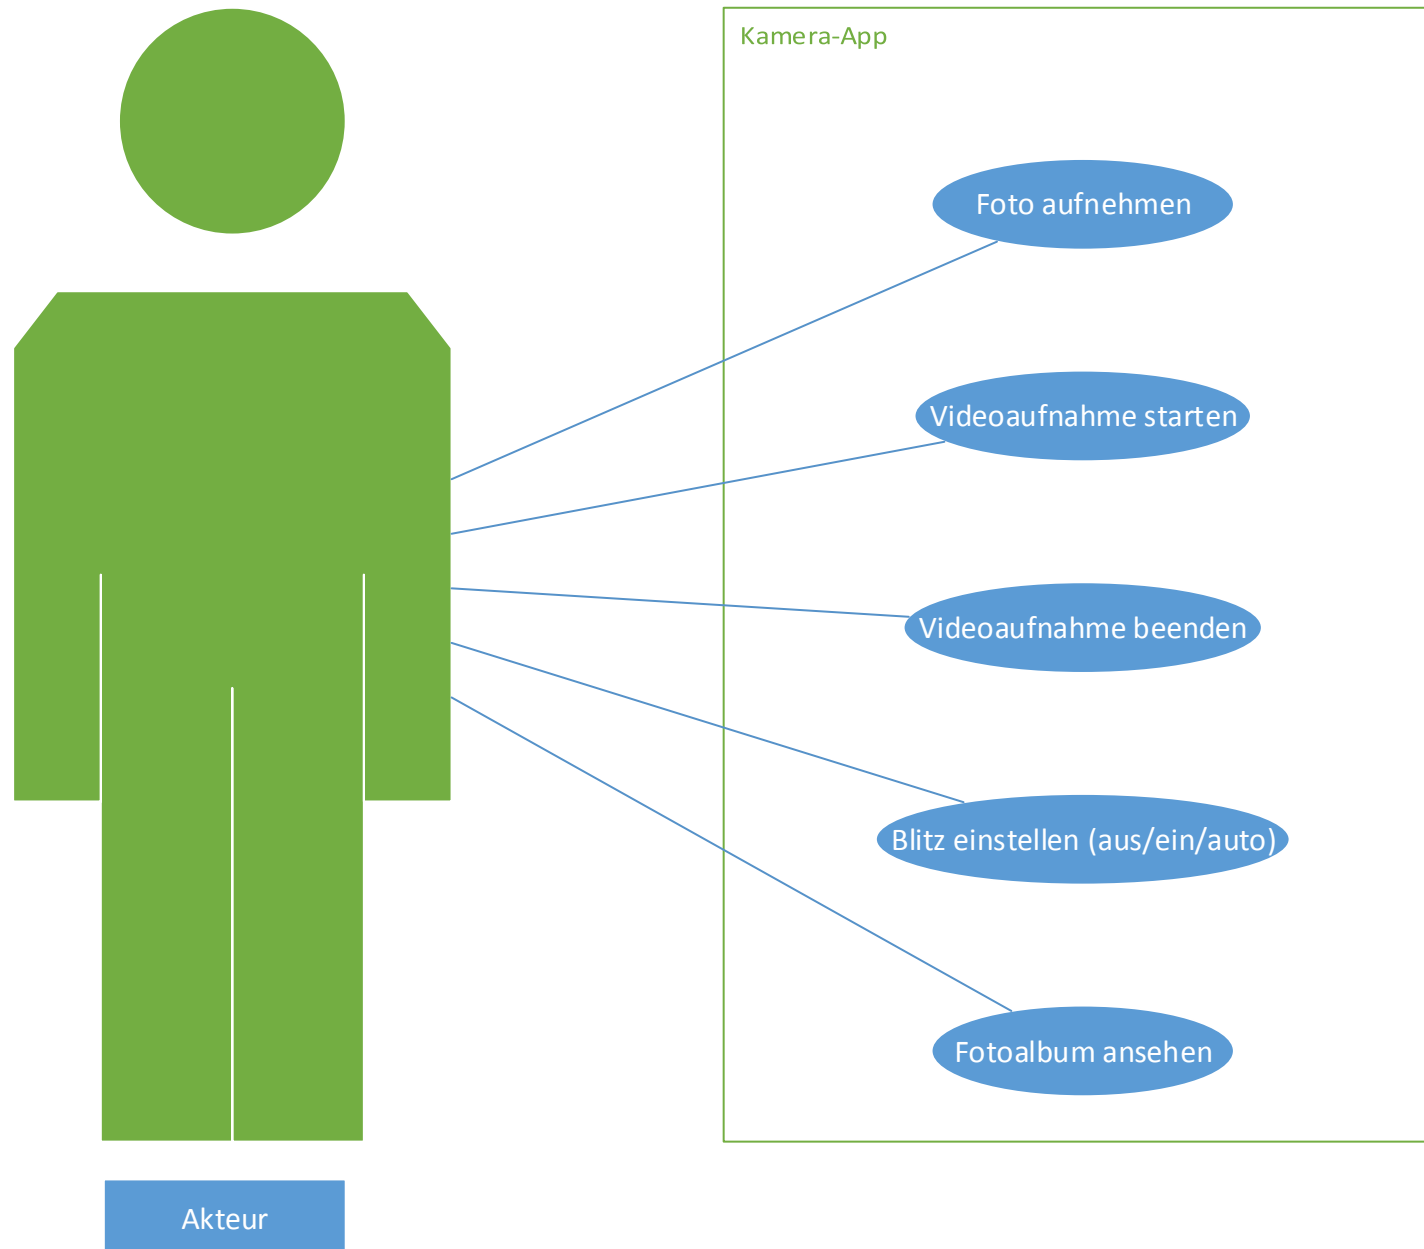 Kamera-App
Foto aufnehmen
Videoaufnahme starten
Videoaufnahme beenden
Blitz einstellen (aus/ein/auto)
Fotoalbum ansehen
Akteur